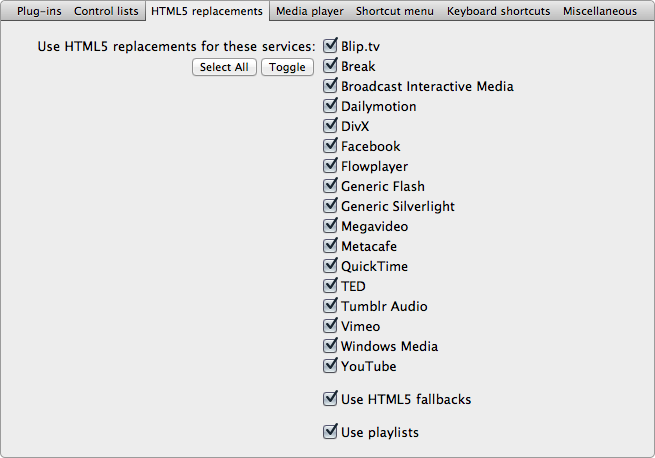 Plug-ins Control lists HTML5 replacements Media player Shortcut menu Keyboard shortcuts Miscellaneous
Use HTML5 replacements for these services: Blip.tv
Select All Toggle Break
Broadcast Interactive Media
Dailymotion
DivX
Facebook
Flowplayer
Generic Flash
Generic Silverlight
Megavideo
Metacafe
QuickTime
TED
Tumblr Audio
Vimeo
Windows Media
YouTube
Use HTML5 fallbacks
Use playlists